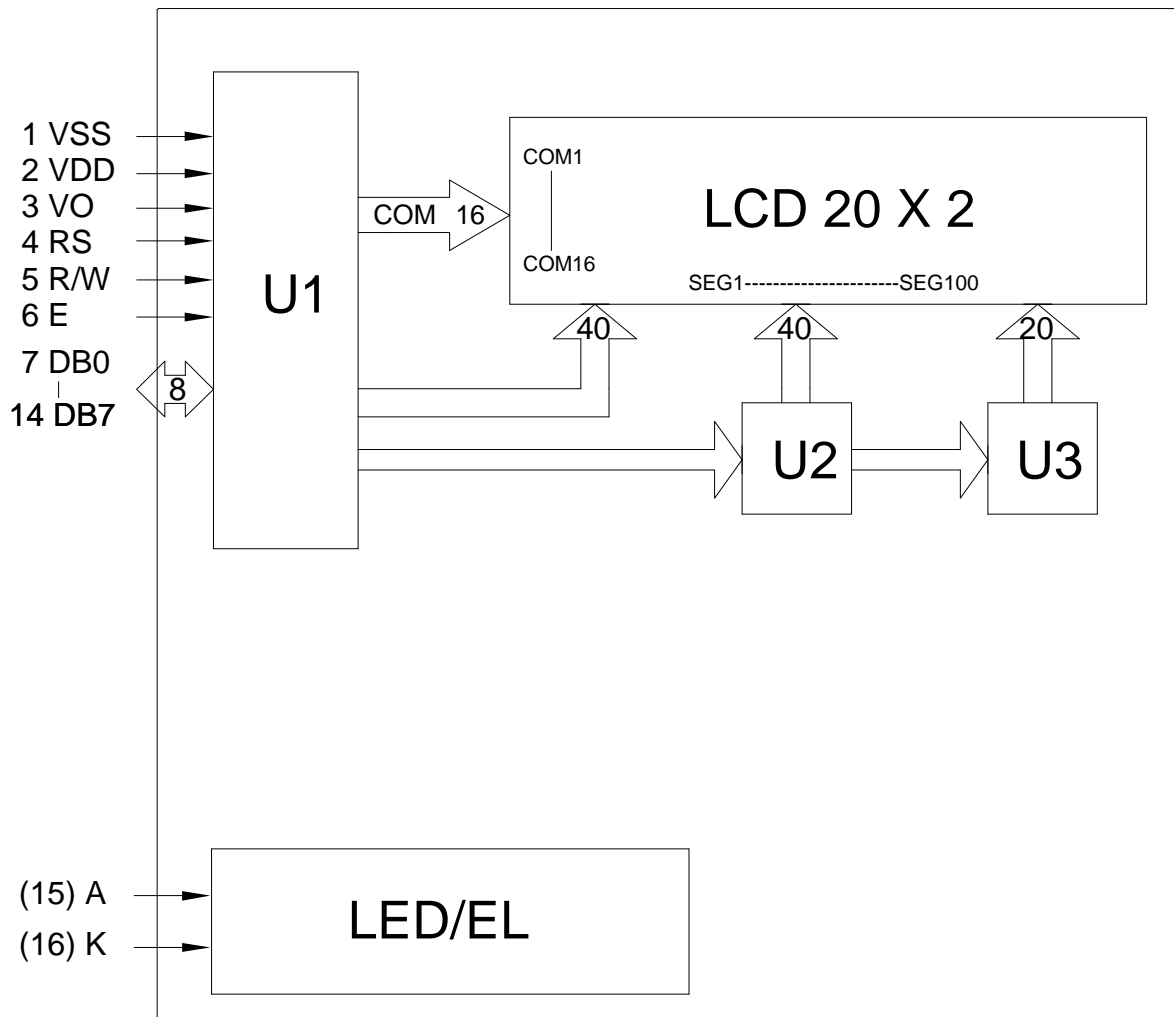 1 VSS
2 VDD
3 VO
4 RS
5 R/W
6 E
7 DB0
14 DB7
8
U1
COM 16
COM1
COM16
LCD 20 X 2
SEG1----------------------SEG100
40
40
20
U2
U3
(15) A
(16) K
LED/EL